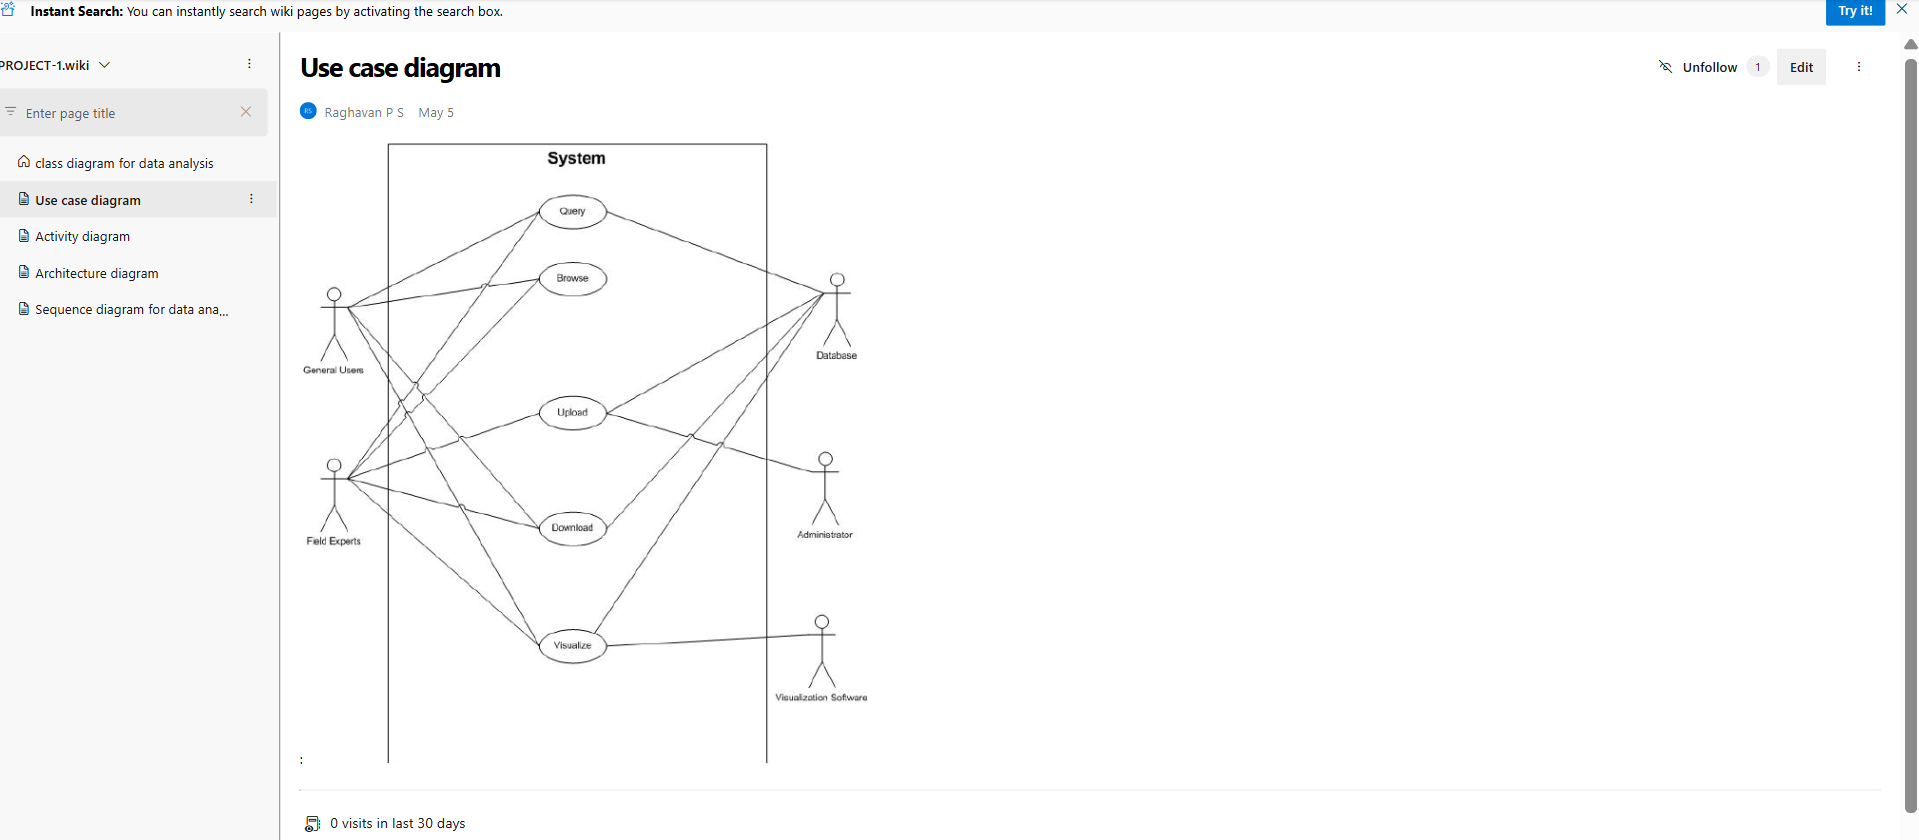 Instant Search: You can instantly search wiki pages by activating the search box.
Try it!
PROJECT-1.wiki
Enter page title
class diagram for data analysis
Use case diagram
Activity diagram
Architecture diagram
Sequence diagram for data ana...
Use case diagram
Unfollow
1
Edit
RS
Raghavan P S
May 5
System
Query
Browse
General Users
Database
Upload
Field Experts
Download
Administrator
Visualize
Visualization Software
:
0 visits in last 30 days